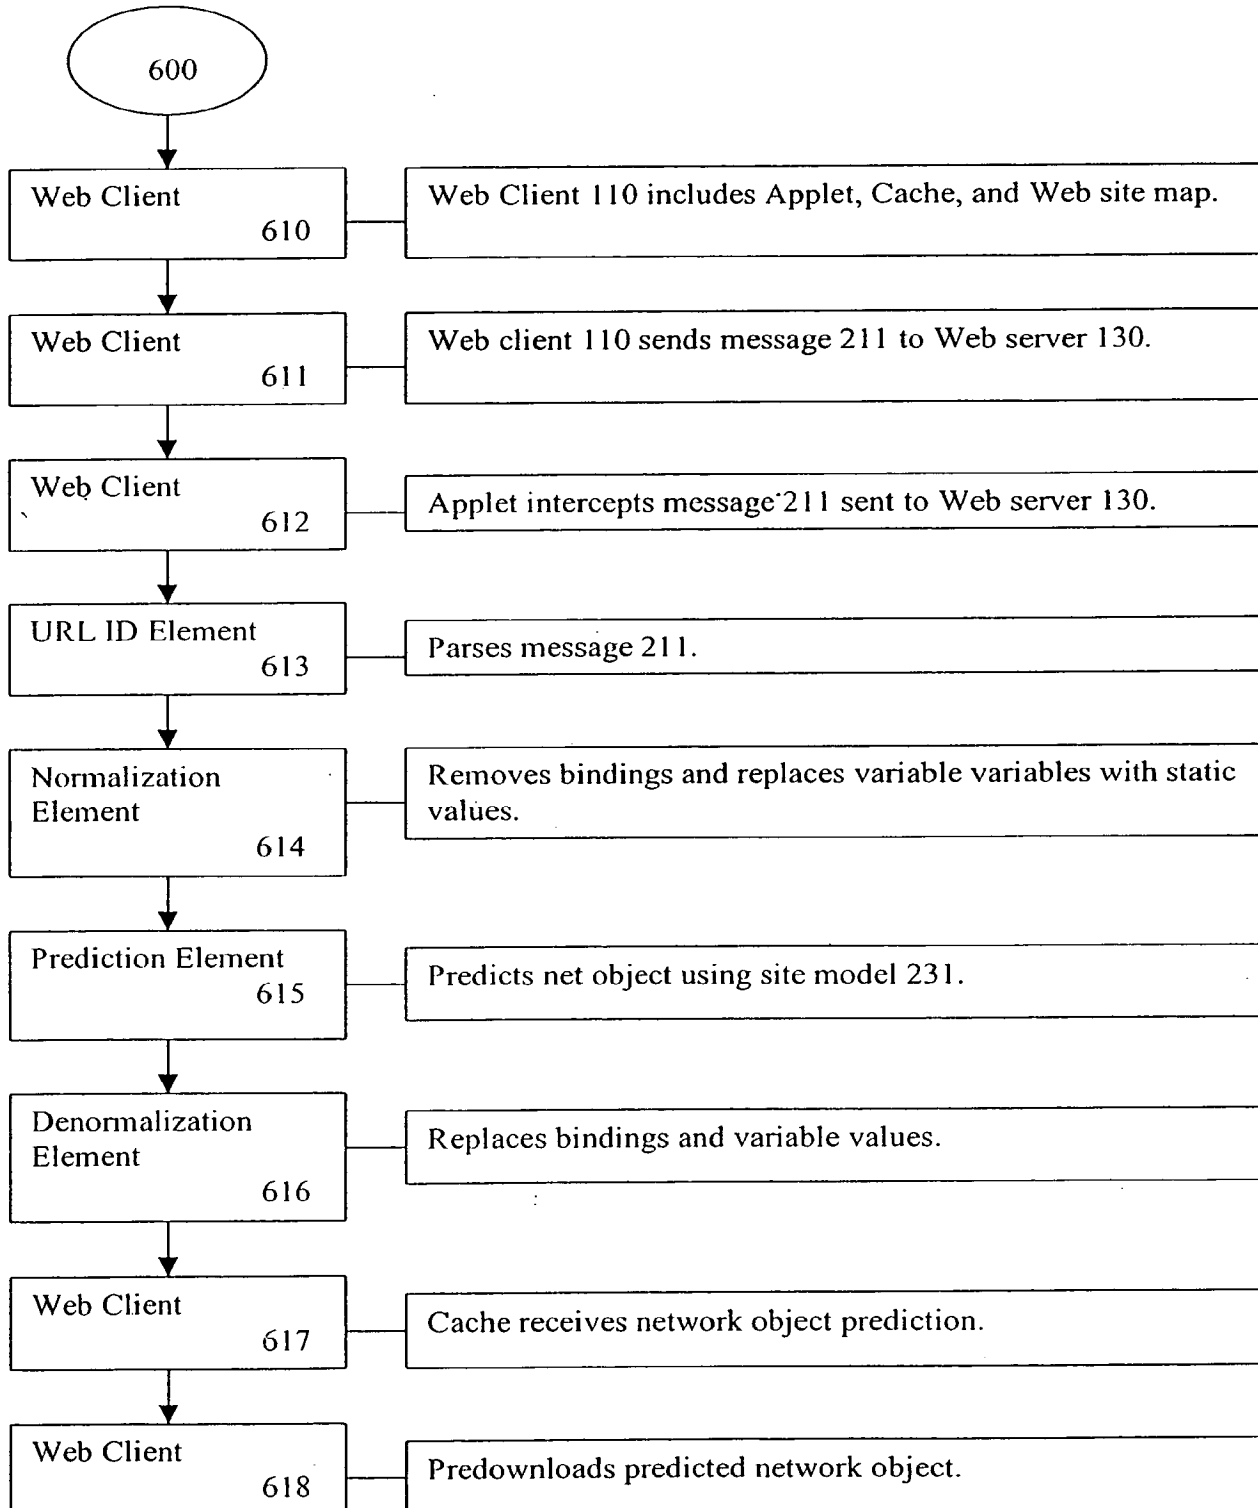 600
Web Client
610
Web Client 110 includes Applet, Cache, and Web site map.
Web Client
611
Web client 110 sends message 211 to Web server 130.
Web Client
612
Applet intercepts message 211 sent to Web server 130.
URL ID Element
613
Parses message 211.
Normalization
Element
614
Removes bindings and replaces variable variables with static
values.
Prediction Element
615
Predicts net object using site model 231.
Denormalization
Element
616
Replaces bindings and variable values.
Web Client
617
Cache receives network object prediction.
Web Client
618
Predownloads predicted network object.